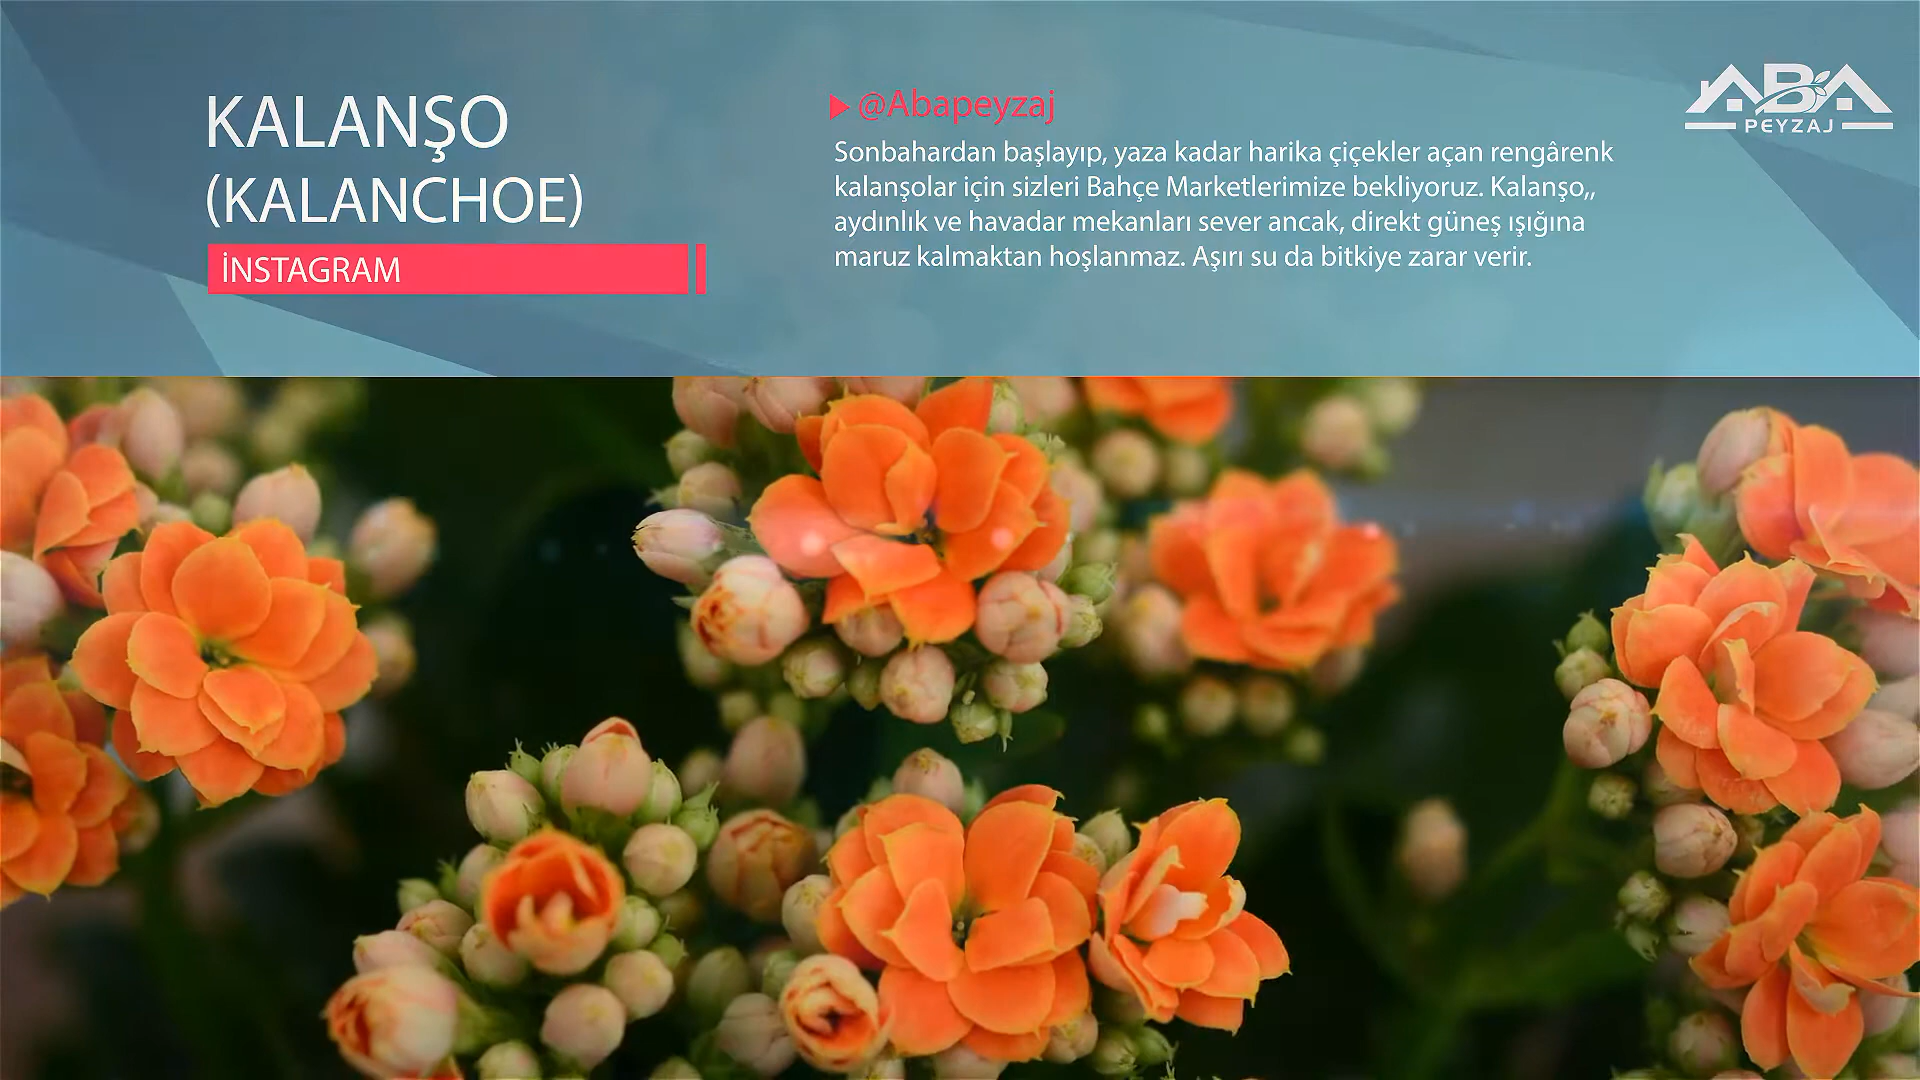 KALANŞO
(KALANCHOE)
İNSTAGRAM
@Abapeyzaj
Sonbahardan başlayıp, yaza kadar harika çiçekler açan rengârenk
kalanşolar için sizleri Bahçe Marketlerimize bekliyoruz. Kalanşo,,
aydınlık ve havadar mekanları sever ancak, direkt güneş ışığına
maruz kalmaktan hoşlanmaz. Aşırı su da bitkiye zarar verir.
ABA
PEYZAJ